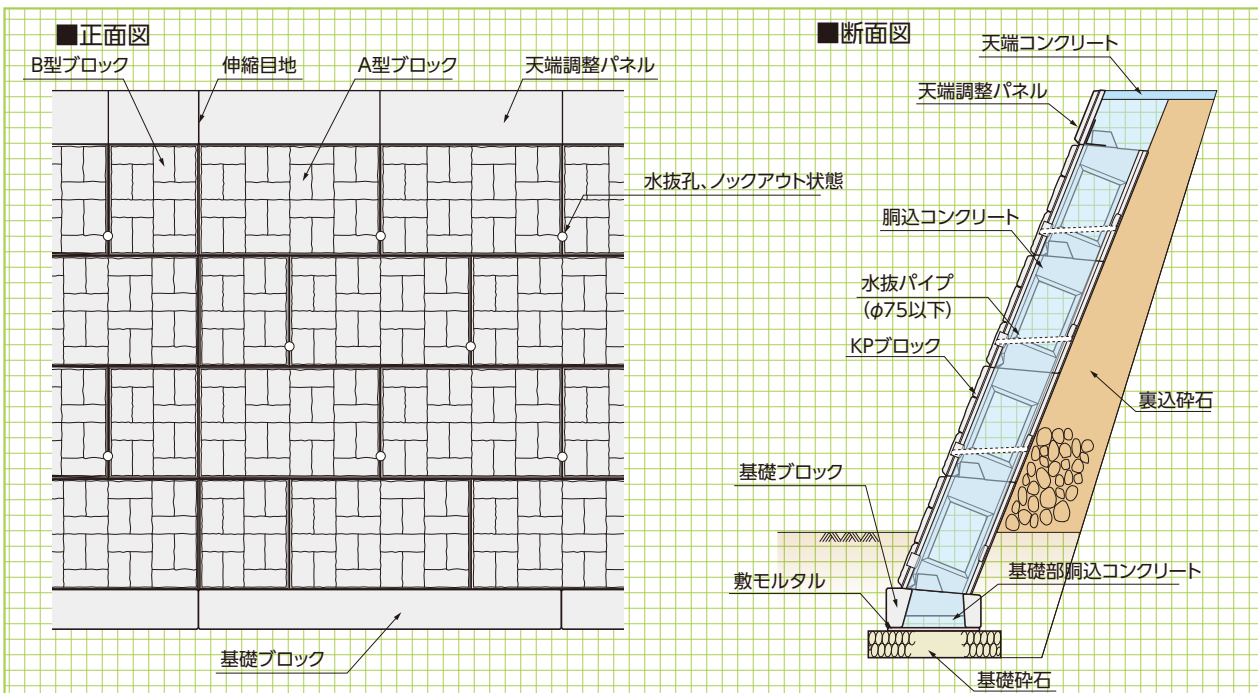 ■正面図
B型ブロック
伸縮目地
A型ブロック
天端調整パネル
水抜孔、ノックアウト状態
基礎ブロック
■断面図
天端コンクリート
天端調整パネル
胴込コンクリート
水抜パイプ
(φ75以下)
KPブロック
裏込砕石
基礎ブロック
敷モルタル
基礎部胴込コンクリート
基礎砕石